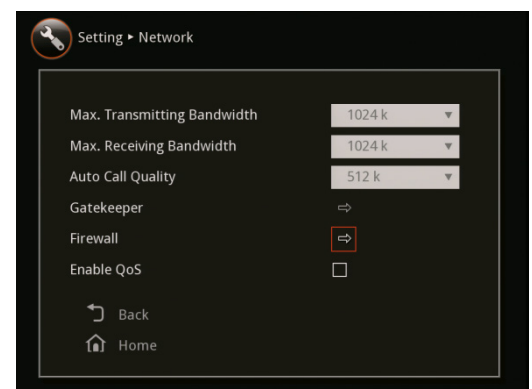 Setting ▸ Network
Max. Transmitting Bandwidth 1024 k
Max. Receiving Bandwidth 1024 k
Auto Call Quality 512 k
Gatekeeper
Firewall
Enable QoS
Back
Home